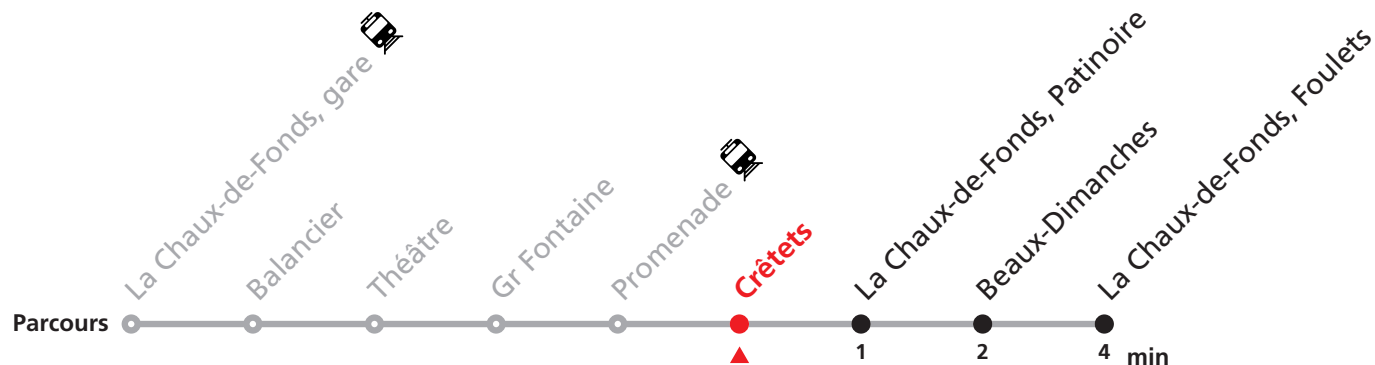 La Chaux-de-Fonds, gare
Balancier
Théâtre
Gr Fontaine
Promenade
Crêtets
La Chaux-de-Fonds, Patinoire
Beaux-Dimanches
La Chaux-de-Fonds, Foulets
Parcours
1 2 4 min